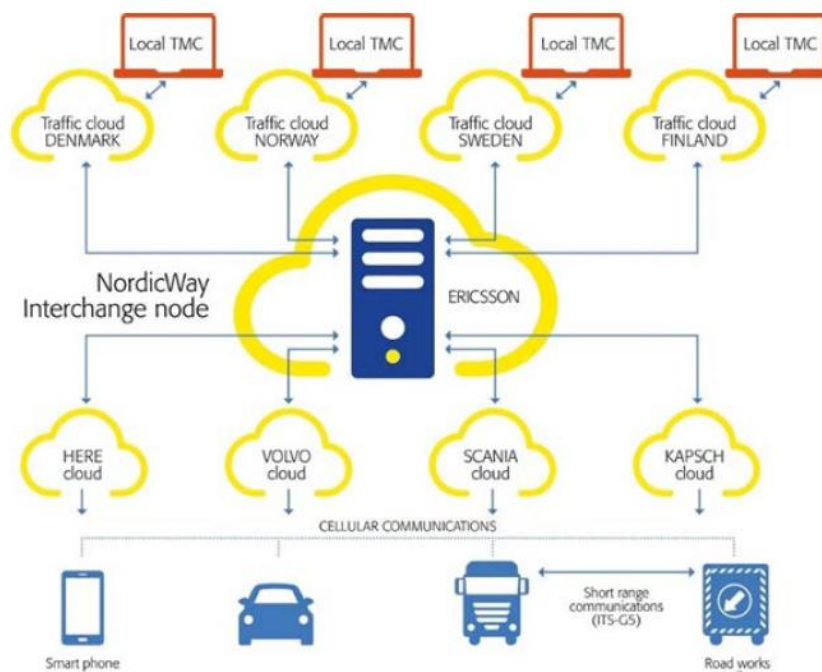 Local TMC
Local TMC
Local TMC
Local TMC
Traffic cloud
DENMARK
Traffic cloud
NORWAY
Traffic cloud
SWEDEN
Traffic cloud
FINLAND
NordicWay
Interchange node
ERICSSON
HERE
cloud
VOLVO
cloud
SCANIA
cloud
KAPSCH
cloud
CELLULAR COMMUNICATIONS
Short range
communications
(ITS-G5)
Smart phone
Road works